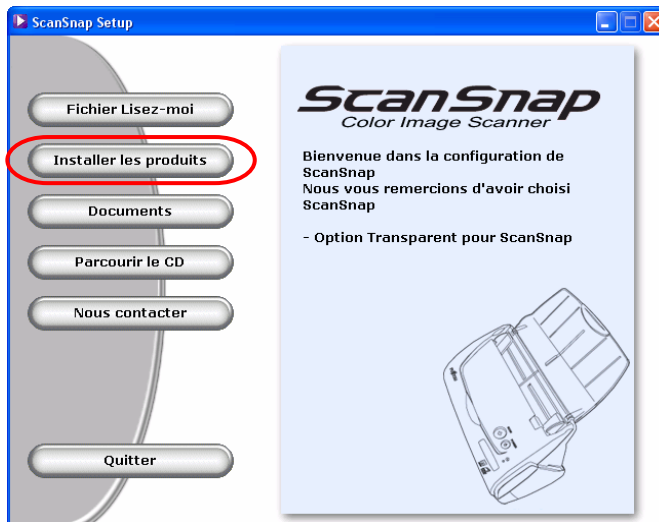 ScanSnap Setup
Fichier Lisez-moi
Installer les produits
Documents
Parcourir le CD
Nous contacter
Quitter
ScanSnap
Color Image Scanner
Bienvenue dans la configuration de
ScanSnap
Nous vous remercions d'avoir choisi
ScanSnap
- Option Transparent pour ScanSnap